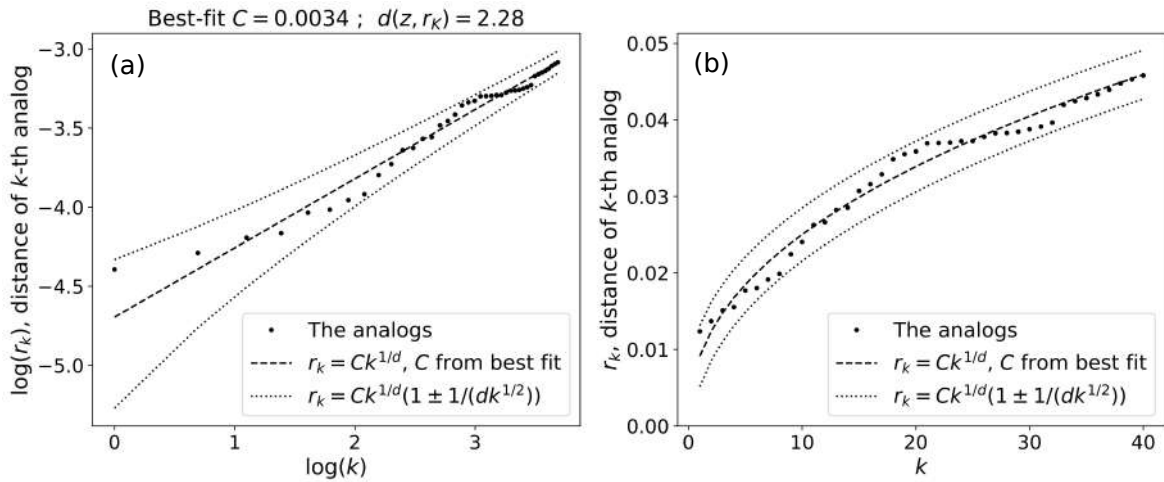 Best-fit C = 0.0034 ; d(z, r_K) = 2.28
(a)
log(r_k), distance of k-th analog
−3.0
−3.5
−4.0
−4.5
−5.0
The analogs
r_k = Ck^{1/d}, C from best fit
r_k = Ck^{1/d}(1 ± 1/(dk^{1/2}))
0
1
2
3
log(k)
(b)
r_k, distance of k-th analog
0.05
0.04
0.03
0.02
0.01
0.00
The analogs
r_k = Ck^{1/d}, C from best fit
r_k = Ck^{1/d}(1 ± 1/(dk^{1/2}))
0
10
20
30
40
k